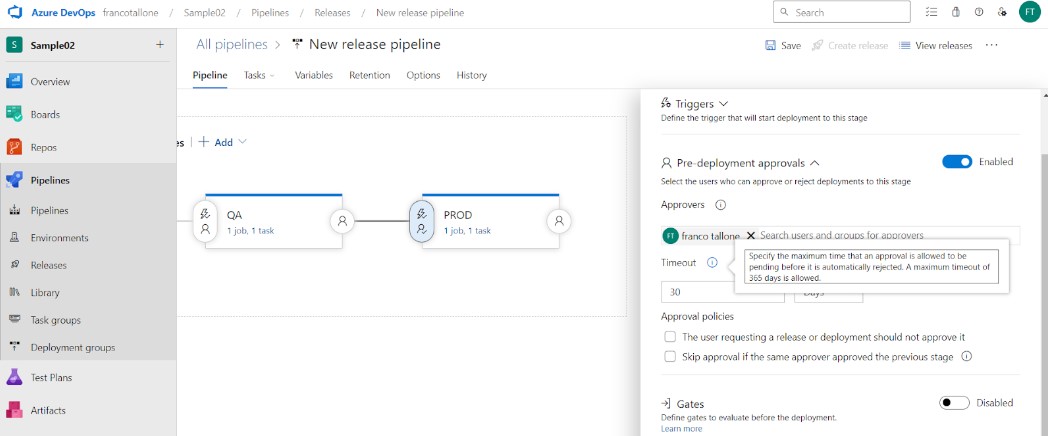 Azure DevOps francotallone / Sample02 / Pipelines / Releases / New release pipeline Search FT
S Sample02 +
All pipelines > New release pipeline Save Create release View releases ...
Overview
Pipeline Tasks Variables Retention Options History
Boards
Repos
Pipelines
Pipelines
Environments
Releases
Library
Task groups
Deployment groups
Test Plans
Artifacts
es | + Add
QA
1 job, 1 task
PROD
1 job, 1 task
Triggers
Define the trigger that will start deployment to this stage
Pre-deployment approvals Enabled
Select the users who can approve or reject deployments to this stage
Approvers
FT franco tallone Search users and groups for approvers
Timeout
Specify the maximum time that an approval is allowed to be
pending before it is automatically rejected. A maximum timeout of
365 days is allowed.
30 Days
Approval policies
The user requesting a release or deployment should not approve it
Skip approval if the same approver approved the previous stage
Gates Disabled
Define gates to evaluate before the deployment.
Learn more